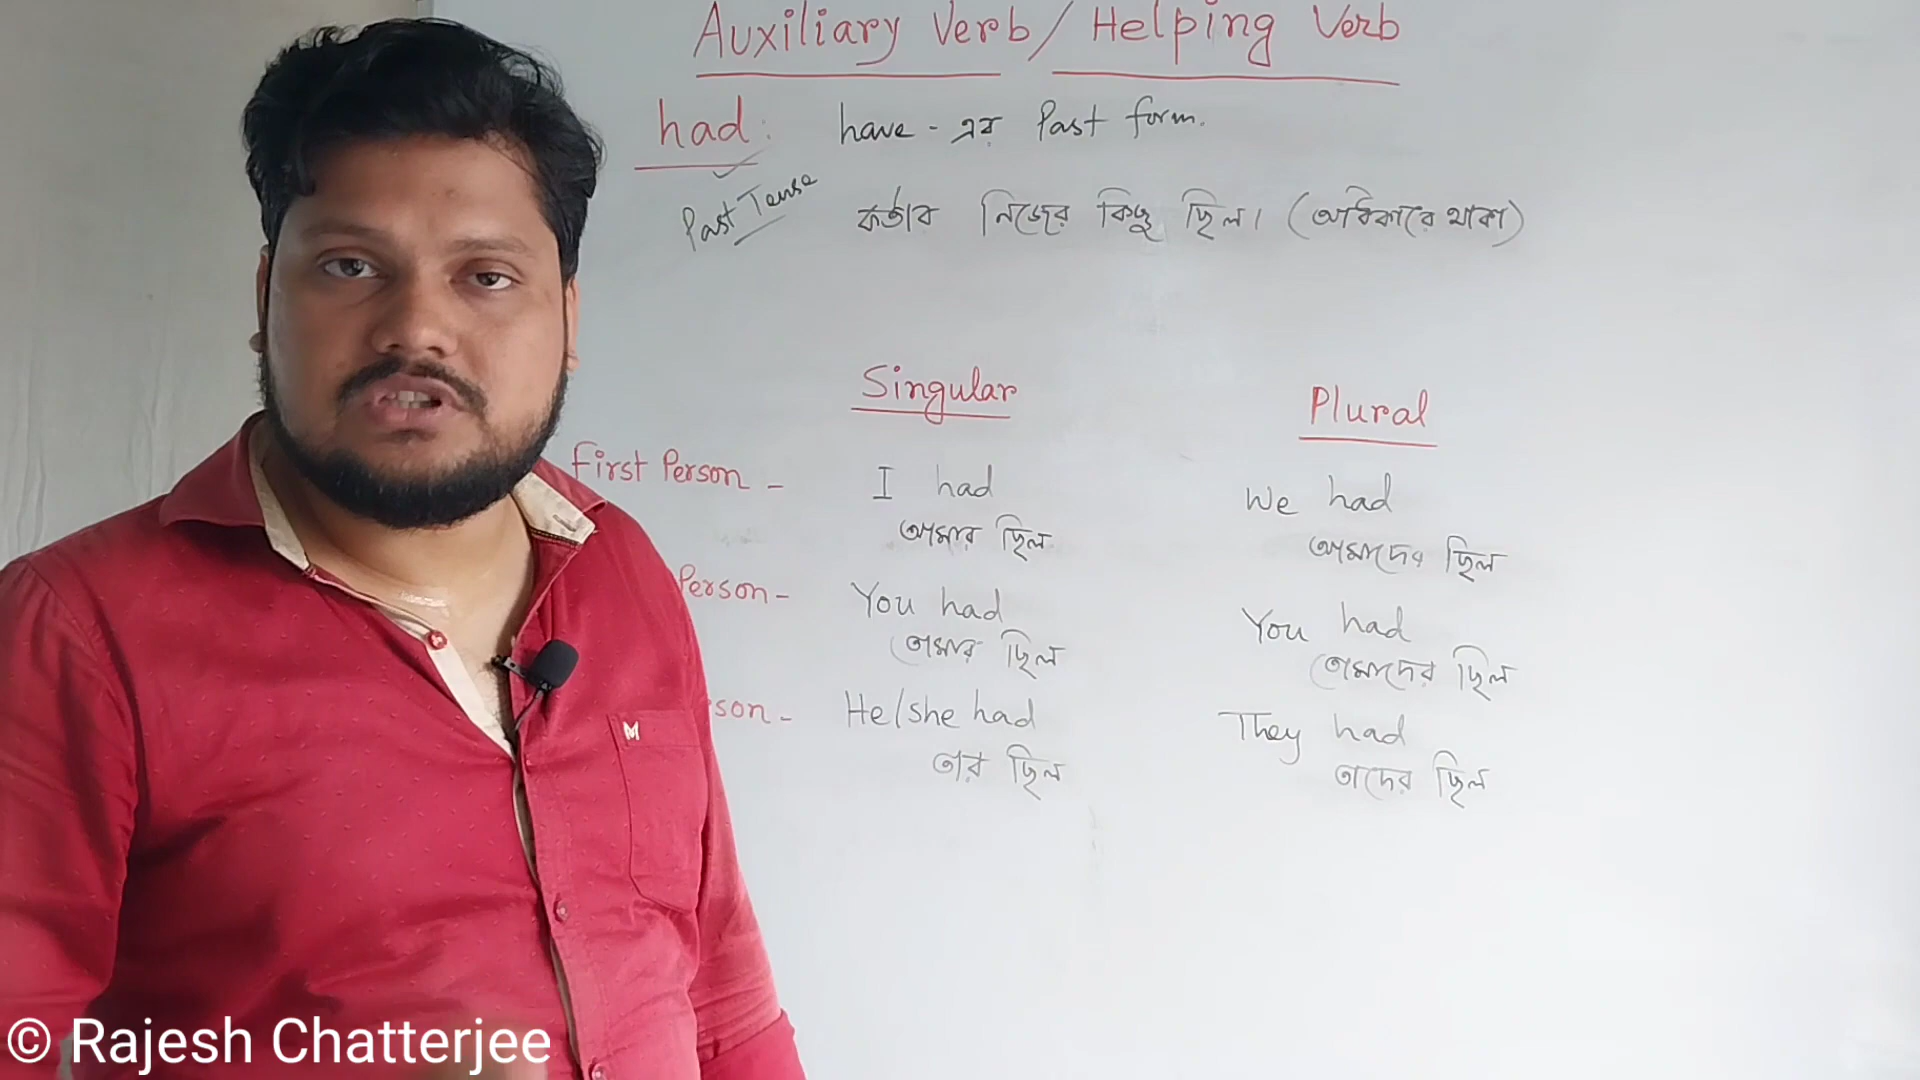 Auxiliary Verb / Helping Verb
had: have - এর Past form.
Past Tense
কর্তার নিজের কিছু ছিল। (অধিকারে থাকা)
Singular Plural
First Person - I had We had
আমার ছিল আমাদের ছিল
Person - You had You had
তোমার ছিল তোমাদের ছিল
son - He/she had They had
তার ছিল তাদের ছিল
M
© Rajesh Chatterjee